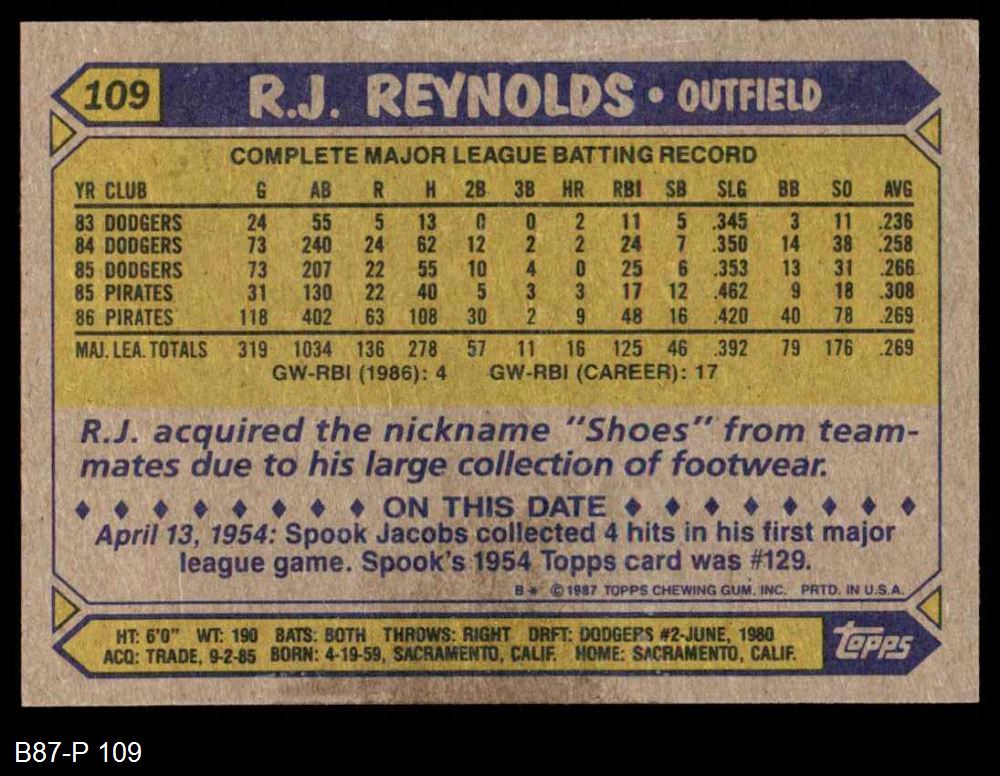 109 R.J. REYNOLDS • OUTFIELD
COMPLETE MAJOR LEAGUE BATTING RECORD
YR CLUB G AB R H 2B 3B HR RBI SB SLG BB SO AVG
83 DODGERS 24 55 5 13 0 0 2 11 5 .345 3 11 .236
84 DODGERS 73 240 24 62 12 2 2 24 7 .350 14 38 .258
85 DODGERS 73 207 22 55 10 4 0 25 6 .353 13 31 .266
85 PIRATES 31 130 22 40 5 3 3 17 12 .462 9 18 .308
86 PIRATES 118 402 63 108 30 2 9 48 16 .420 40 78 .269
MAJ. LEA. TOTALS 319 1034 136 278 57 11 16 125 46 .392 79 176 .269
GW-RBI (1986): 4 GW-RBI (CAREER): 17
R.J. acquired the nickname "Shoes" from team-
mates due to his large collection of footwear.
♦ ♦ ♦ ♦ ♦ ♦ ♦ ♦ ON THIS DATE ♦ ♦ ♦ ♦ ♦ ♦ ♦ ♦
April 13, 1954: Spook Jacobs collected 4 hits in his first major
league game. Spook's 1954 Topps card was #129.
B* © 1987 TOPPS CHEWING GUM, INC. PRTD. IN U.S.A.
HT: 6'0" WT: 190 BATS: BOTH THROWS: RIGHT DRFT: DODGERS #2-JUNE, 1980
ACQ: TRADE, 9-2-85 BORN: 4-19-59, SACRAMENTO, CALIF. HOME: SACRAMENTO, CALIF.
Topps
B87-P 109